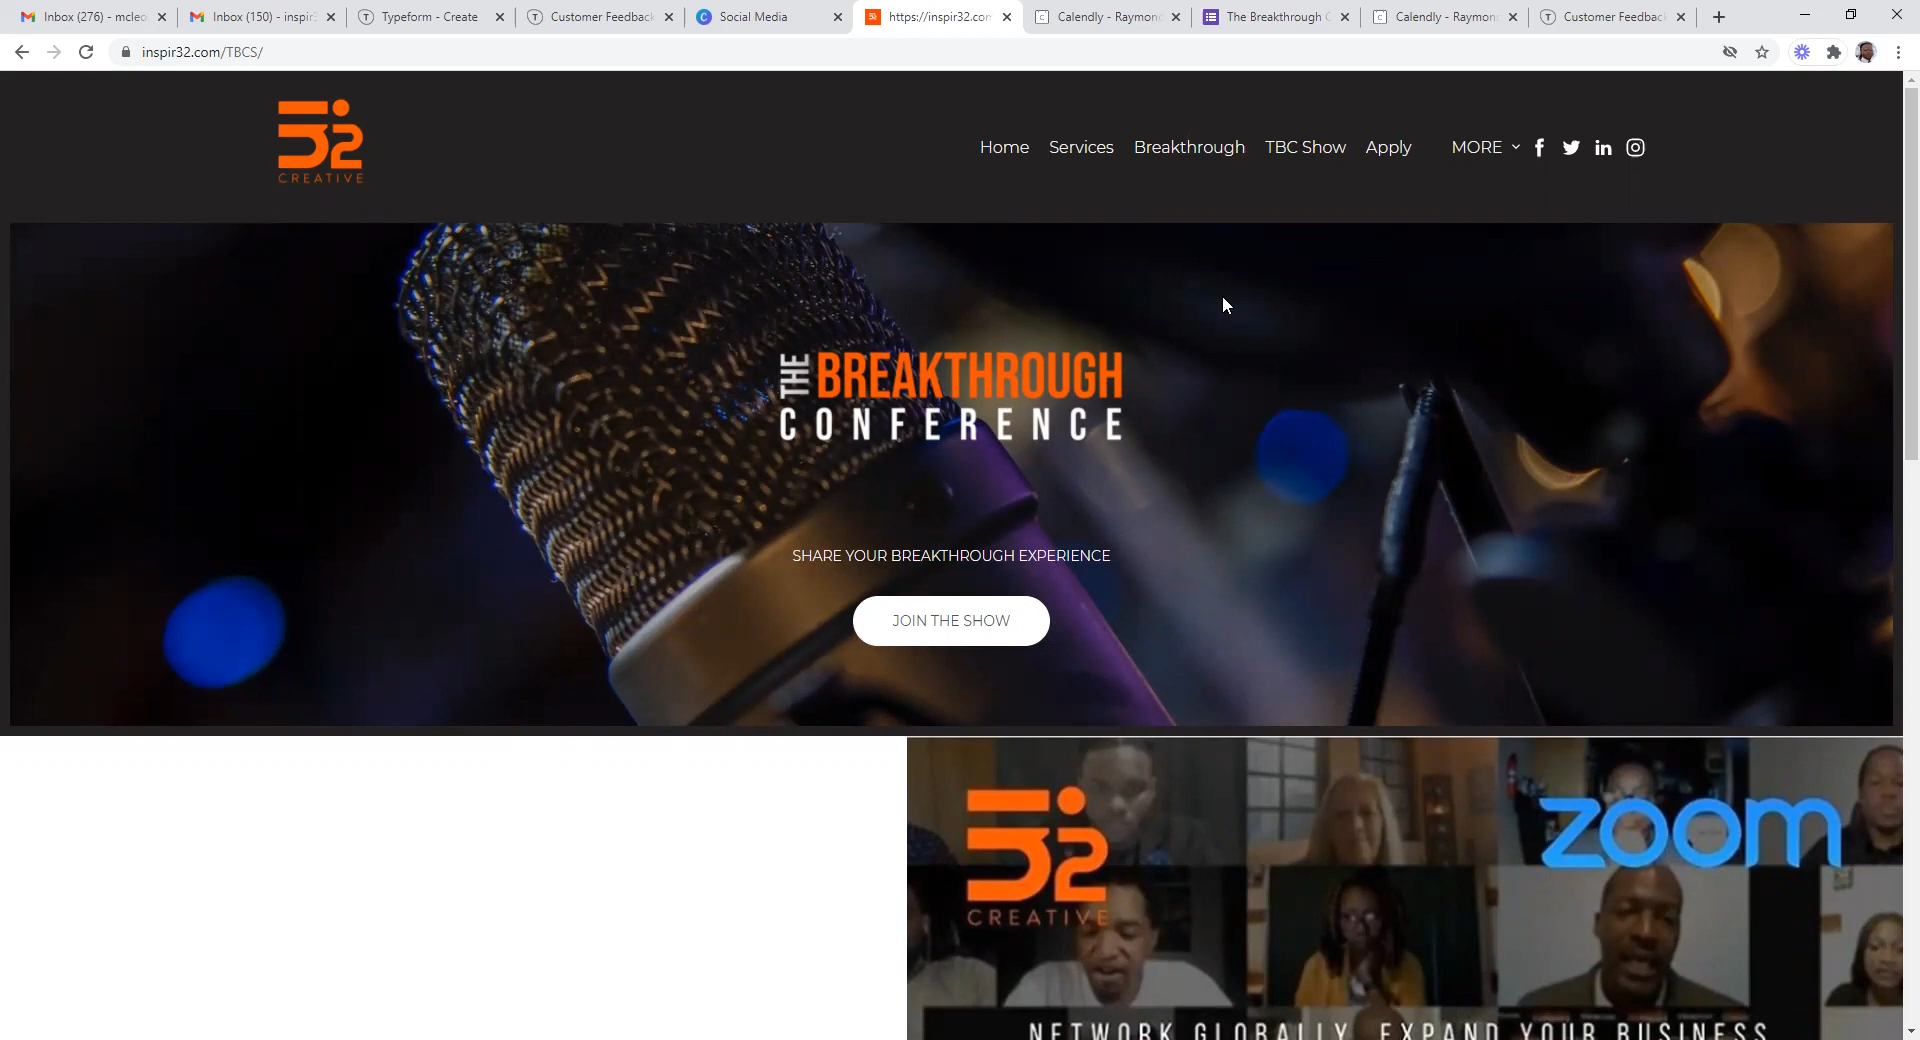 Inbox (276) - mcleo
Inbox (150) - inspir3
Typeform - Create
Customer Feedback
Social Media
https://inspir32.com
Calendly - Raymond
The Breakthrough C
Calendly - Raymon
Customer Feedback
inspir32.com/TBCS/
32
CREATIVE
Home
Services
Breakthrough
TBC Show
Apply
MORE
THE BREAKTHROUGH
CONFERENCE
SHARE YOUR BREAKTHROUGH EXPERIENCE
JOIN THE SHOW
32
CREATIVE
zoom
NETWORK GLOBALLY. EXPAND YOUR BUSINESS